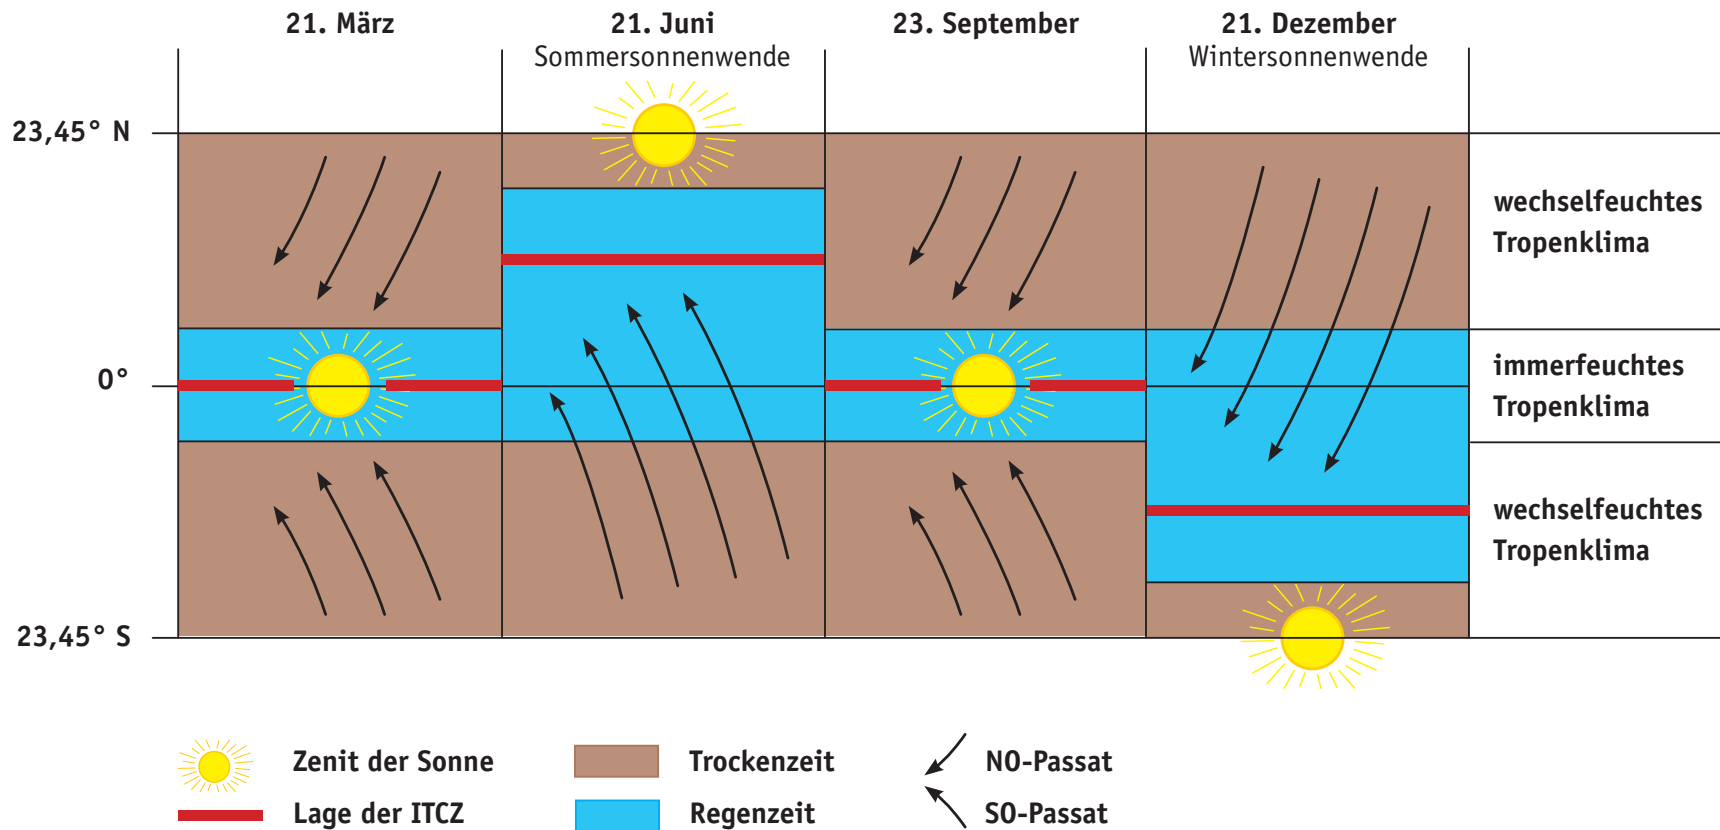 21. März
21. Juni
Sommersonnenwende
23. September
21. Dezember
Wintersonnenwende
23,45° N
wechselfeuchtes
Tropenklima
0°
immerfeuchtes
Tropenklima
wechselfeuchtes
Tropenklima
23,45° S
Zenit der Sonne
Trockenzeit
NO-Passat
Lage der ITCZ
Regenzeit
SO-Passat